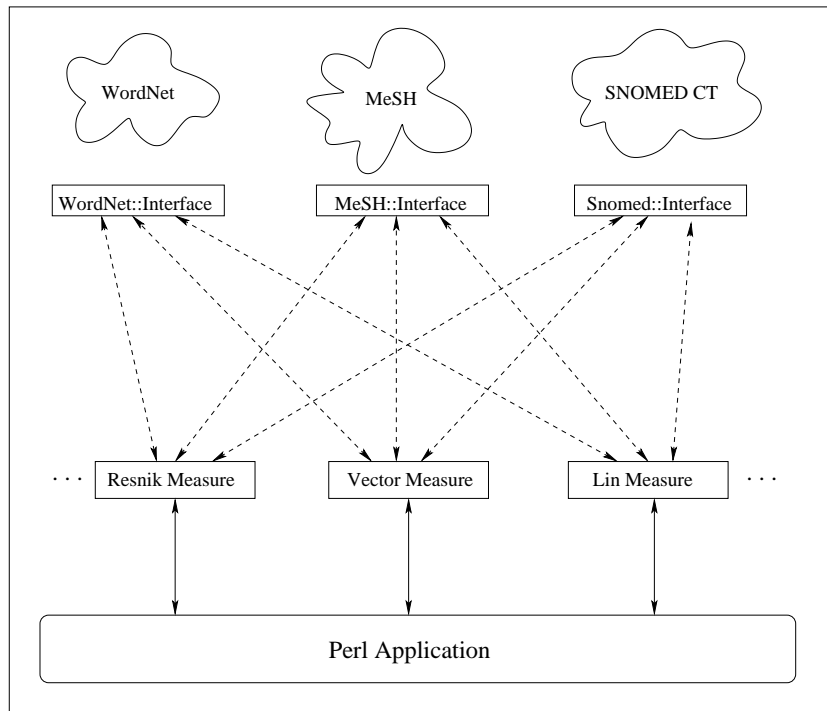 WordNet
MeSH
SNOMED CT
WordNet::Interface
MeSH::Interface
Snomed::Interface
. . .
Resnik Measure
Vector Measure
Lin Measure
. . .
Perl Application